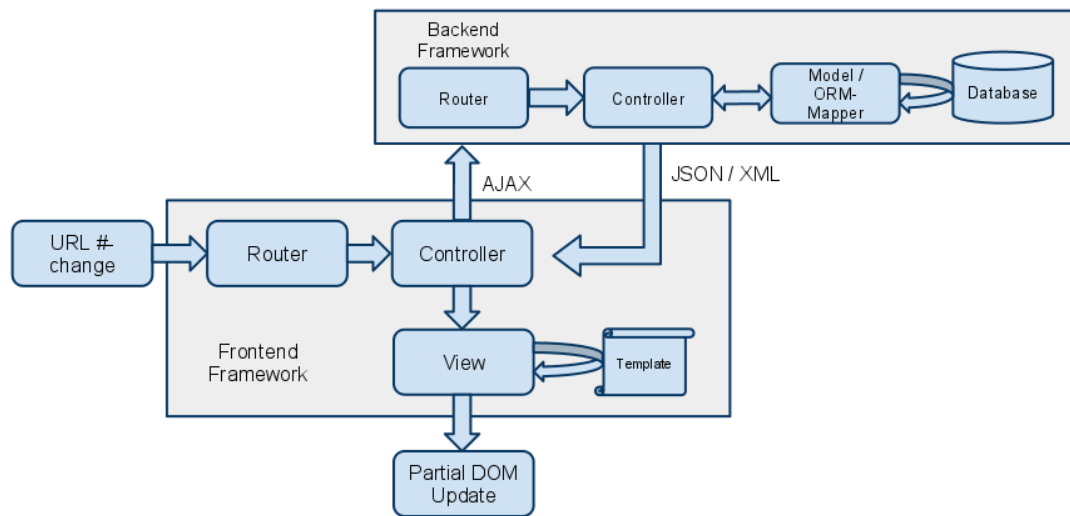 Backend
Framework
Router
Controller
Model /
ORM-
Mapper
Database
AJAX
JSON / XML
URL #-
change
Router
Controller
Frontend
Framework
View
Template
Partial DOM
Update